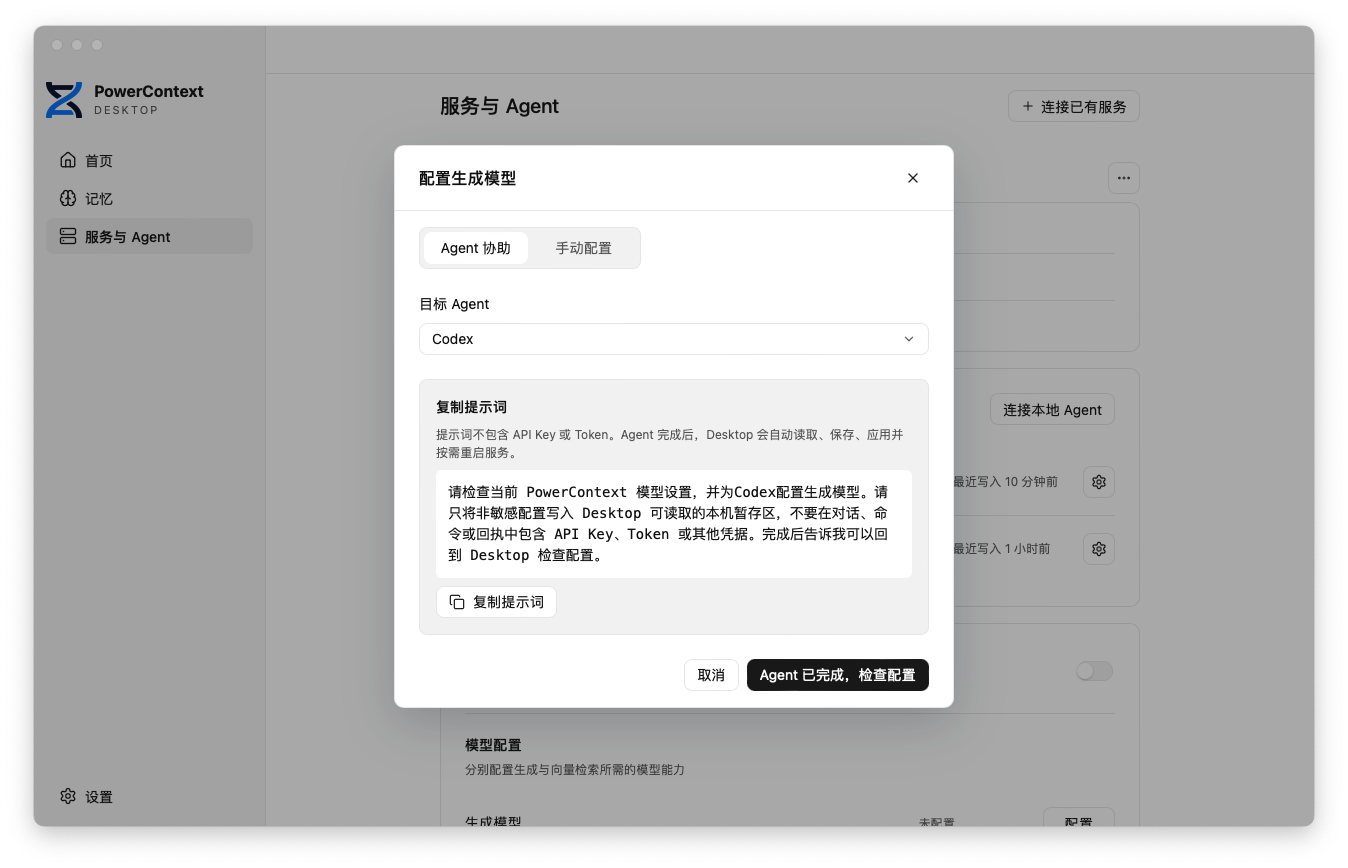 PowerContext
DESKTOP
首页
记忆
服务与 Agent
设置
服务与 Agent
连接已有服务
配置生成模型
Agent 协助
手动配置
目标 Agent
Codex
复制提示词
提示词不包含 API Key 或 Token。Agent 完成后，Desktop 会自动读取、保存、应用并
按需重启服务。
请检查当前 PowerContext 模型设置，并为Codex配置生成模型。请
只将非敏感配置写入 Desktop 可读取的本机暂存区，不要在对话、命
令或回执中包含 API Key、Token 或其他凭据。完成后告诉我可以回
到 Desktop 检查配置。
复制提示词
取消
Agent 已完成，检查配置
连接本地 Agent
最近写入 10 分钟前
最近写入 1 小时前
模型配置
分别配置生成与向量检索所需的模型能力
生成模型
未配置
配置